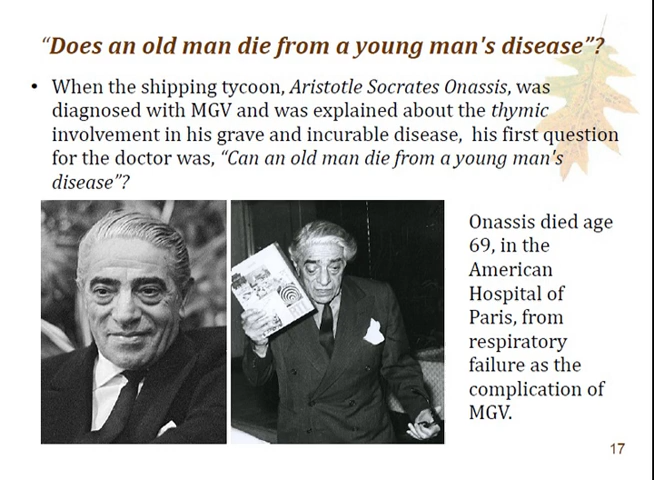 “Does an old man die from a young man's disease”?
• When the shipping tycoon, Aristotle Socrates Onassis, was
diagnosed with MGV and was explained about the thymic
involvement in his grave and incurable disease, his first question
for the doctor was, “Can an old man die from a young man's
disease”?
Onassis died age
69, in the
American
Hospital of
Paris, from
respiratory
failure as the
complication of
MGV.
17